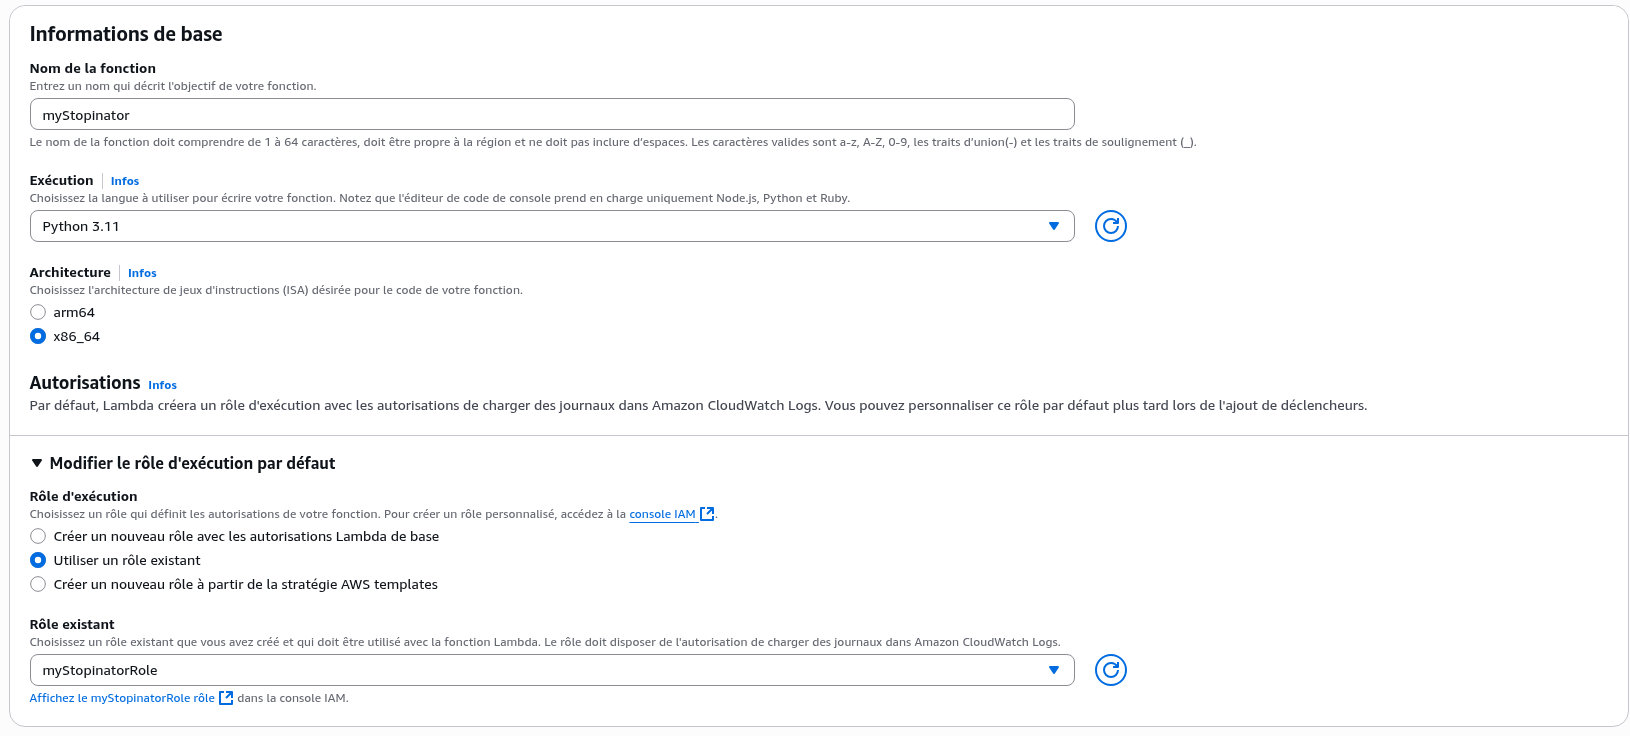 Informations de base
Nom de la fonction
Entrez un nom qui décrit l'objectif de votre fonction.
myStopinator
Le nom de la fonction doit comprendre de 1 à 64 caractères, doit être propre à la région et ne doit pas inclure d'espaces. Les caractères valides sont a-z, A-Z, 0-9, les traits d'union(-) et les traits de soulignement (_).
Exécution Infos
Choisissez la langue à utiliser pour écrire votre fonction. Notez que l'éditeur de code de console prend en charge uniquement Node.js, Python et Ruby.
Python 3.11
Architecture Infos
Choisissez l'architecture de jeux d'instructions (ISA) désirée pour le code de votre fonction.
arm64
x86_64
Autorisations Infos
Par défaut, Lambda créera un rôle d'exécution avec les autorisations de charger des journaux dans Amazon CloudWatch Logs. Vous pouvez personnaliser ce rôle par défaut plus tard lors de l'ajout de déclencheurs.
Modifier le rôle d'exécution par défaut
Rôle d'exécution
Choisissez un rôle qui définit les autorisations de votre fonction. Pour créer un rôle personnalisé, accédez à la console IAM .
Créer un nouveau rôle avec les autorisations Lambda de base
Utiliser un rôle existant
Créer un nouveau rôle à partir de la stratégie AWS templates
Rôle existant
Choisissez un rôle existant que vous avez créé et qui doit être utilisé avec la fonction Lambda. Le rôle doit disposer de l'autorisation de charger des journaux dans Amazon CloudWatch Logs.
myStopinatorRole
Affichez le myStopinatorRole rôle dans la console IAM.